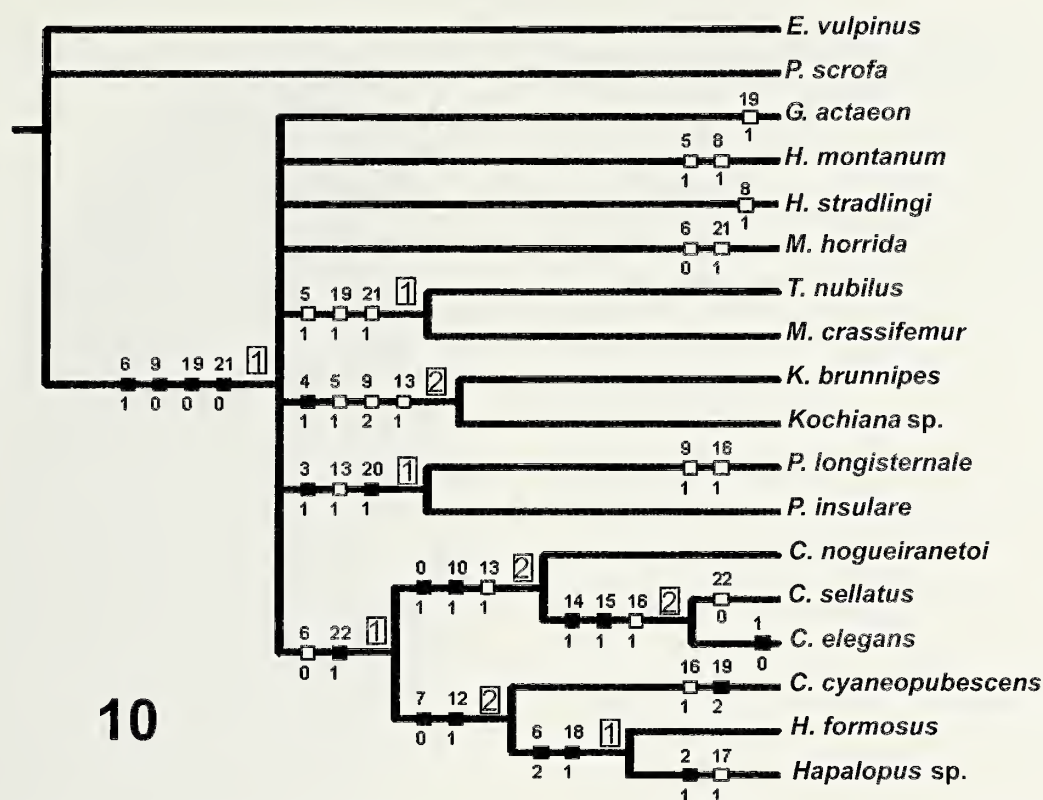 E. vulpinus
P. scrofa
19
G. actaeon
1
5 8
H. montanum
1 1
8
H. stradlingi
1
6 21
M. horrida
0 1
5 19 21 1
T. nubilus
1 1 1
M. crassifemur
6 9 19 21 1
1 0 0 0
4 5 9 13 2
K. brunnipes
1 1 2 1
Kochiana sp.
9 16
P. longisternale
1 1
3 13 20 1
1 1 1
P. insulare
0 10 13 2
C. nogueiranetoi
1 1 1
22
C. sellatus
0
14 15 16 2
1 1 1
1
C. elegans
0
6 22 1
0 1
16 19
C. cyaneopubescens
1 2
7 12 2
0 1
6 18 1
H. formosus
2 1
2 17
Hapalopus sp.
1 1
10